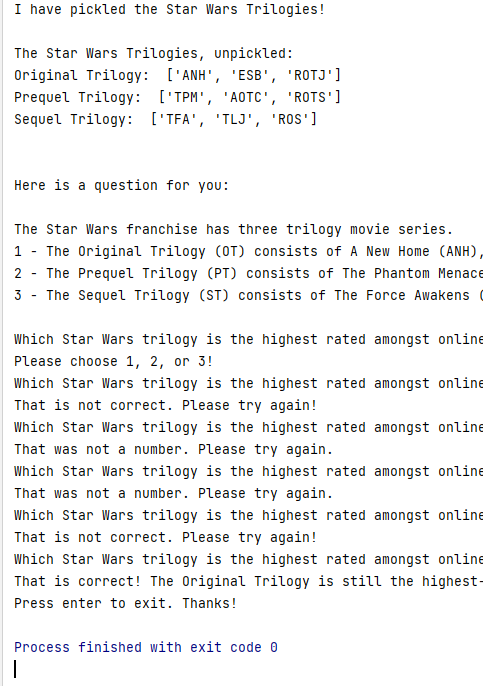 I have pickled the Star Wars Trilogies!
The Star Wars Trilogies, unpickled:
Original Trilogy:  ['ANH', 'ESB', 'ROTJ']
Prequel Trilogy:  ['TPM', 'AOTC', 'ROTS']
Sequel Trilogy:  ['TFA', 'TLJ', 'ROS']
Here is a question for you:
The Star Wars franchise has three trilogy movie series.
1 - The Original Trilogy (OT) consists of A New Home (ANH),
2 - The Prequel Trilogy (PT) consists of The Phantom Menace
3 - The Sequel Trilogy (ST) consists of The Force Awakens (
Which Star Wars trilogy is the highest rated amongst online
Please choose 1, 2, or 3!
Which Star Wars trilogy is the highest rated amongst online
That is not correct. Please try again!
Which Star Wars trilogy is the highest rated amongst online
That was not a number. Please try again.
Which Star Wars trilogy is the highest rated amongst online
That was not a number. Please try again.
Which Star Wars trilogy is the highest rated amongst online
That is not correct. Please try again!
Which Star Wars trilogy is the highest rated amongst online
That is correct! The Original Trilogy is still the highest-
Press enter to exit. Thanks!
Process finished with exit code 0